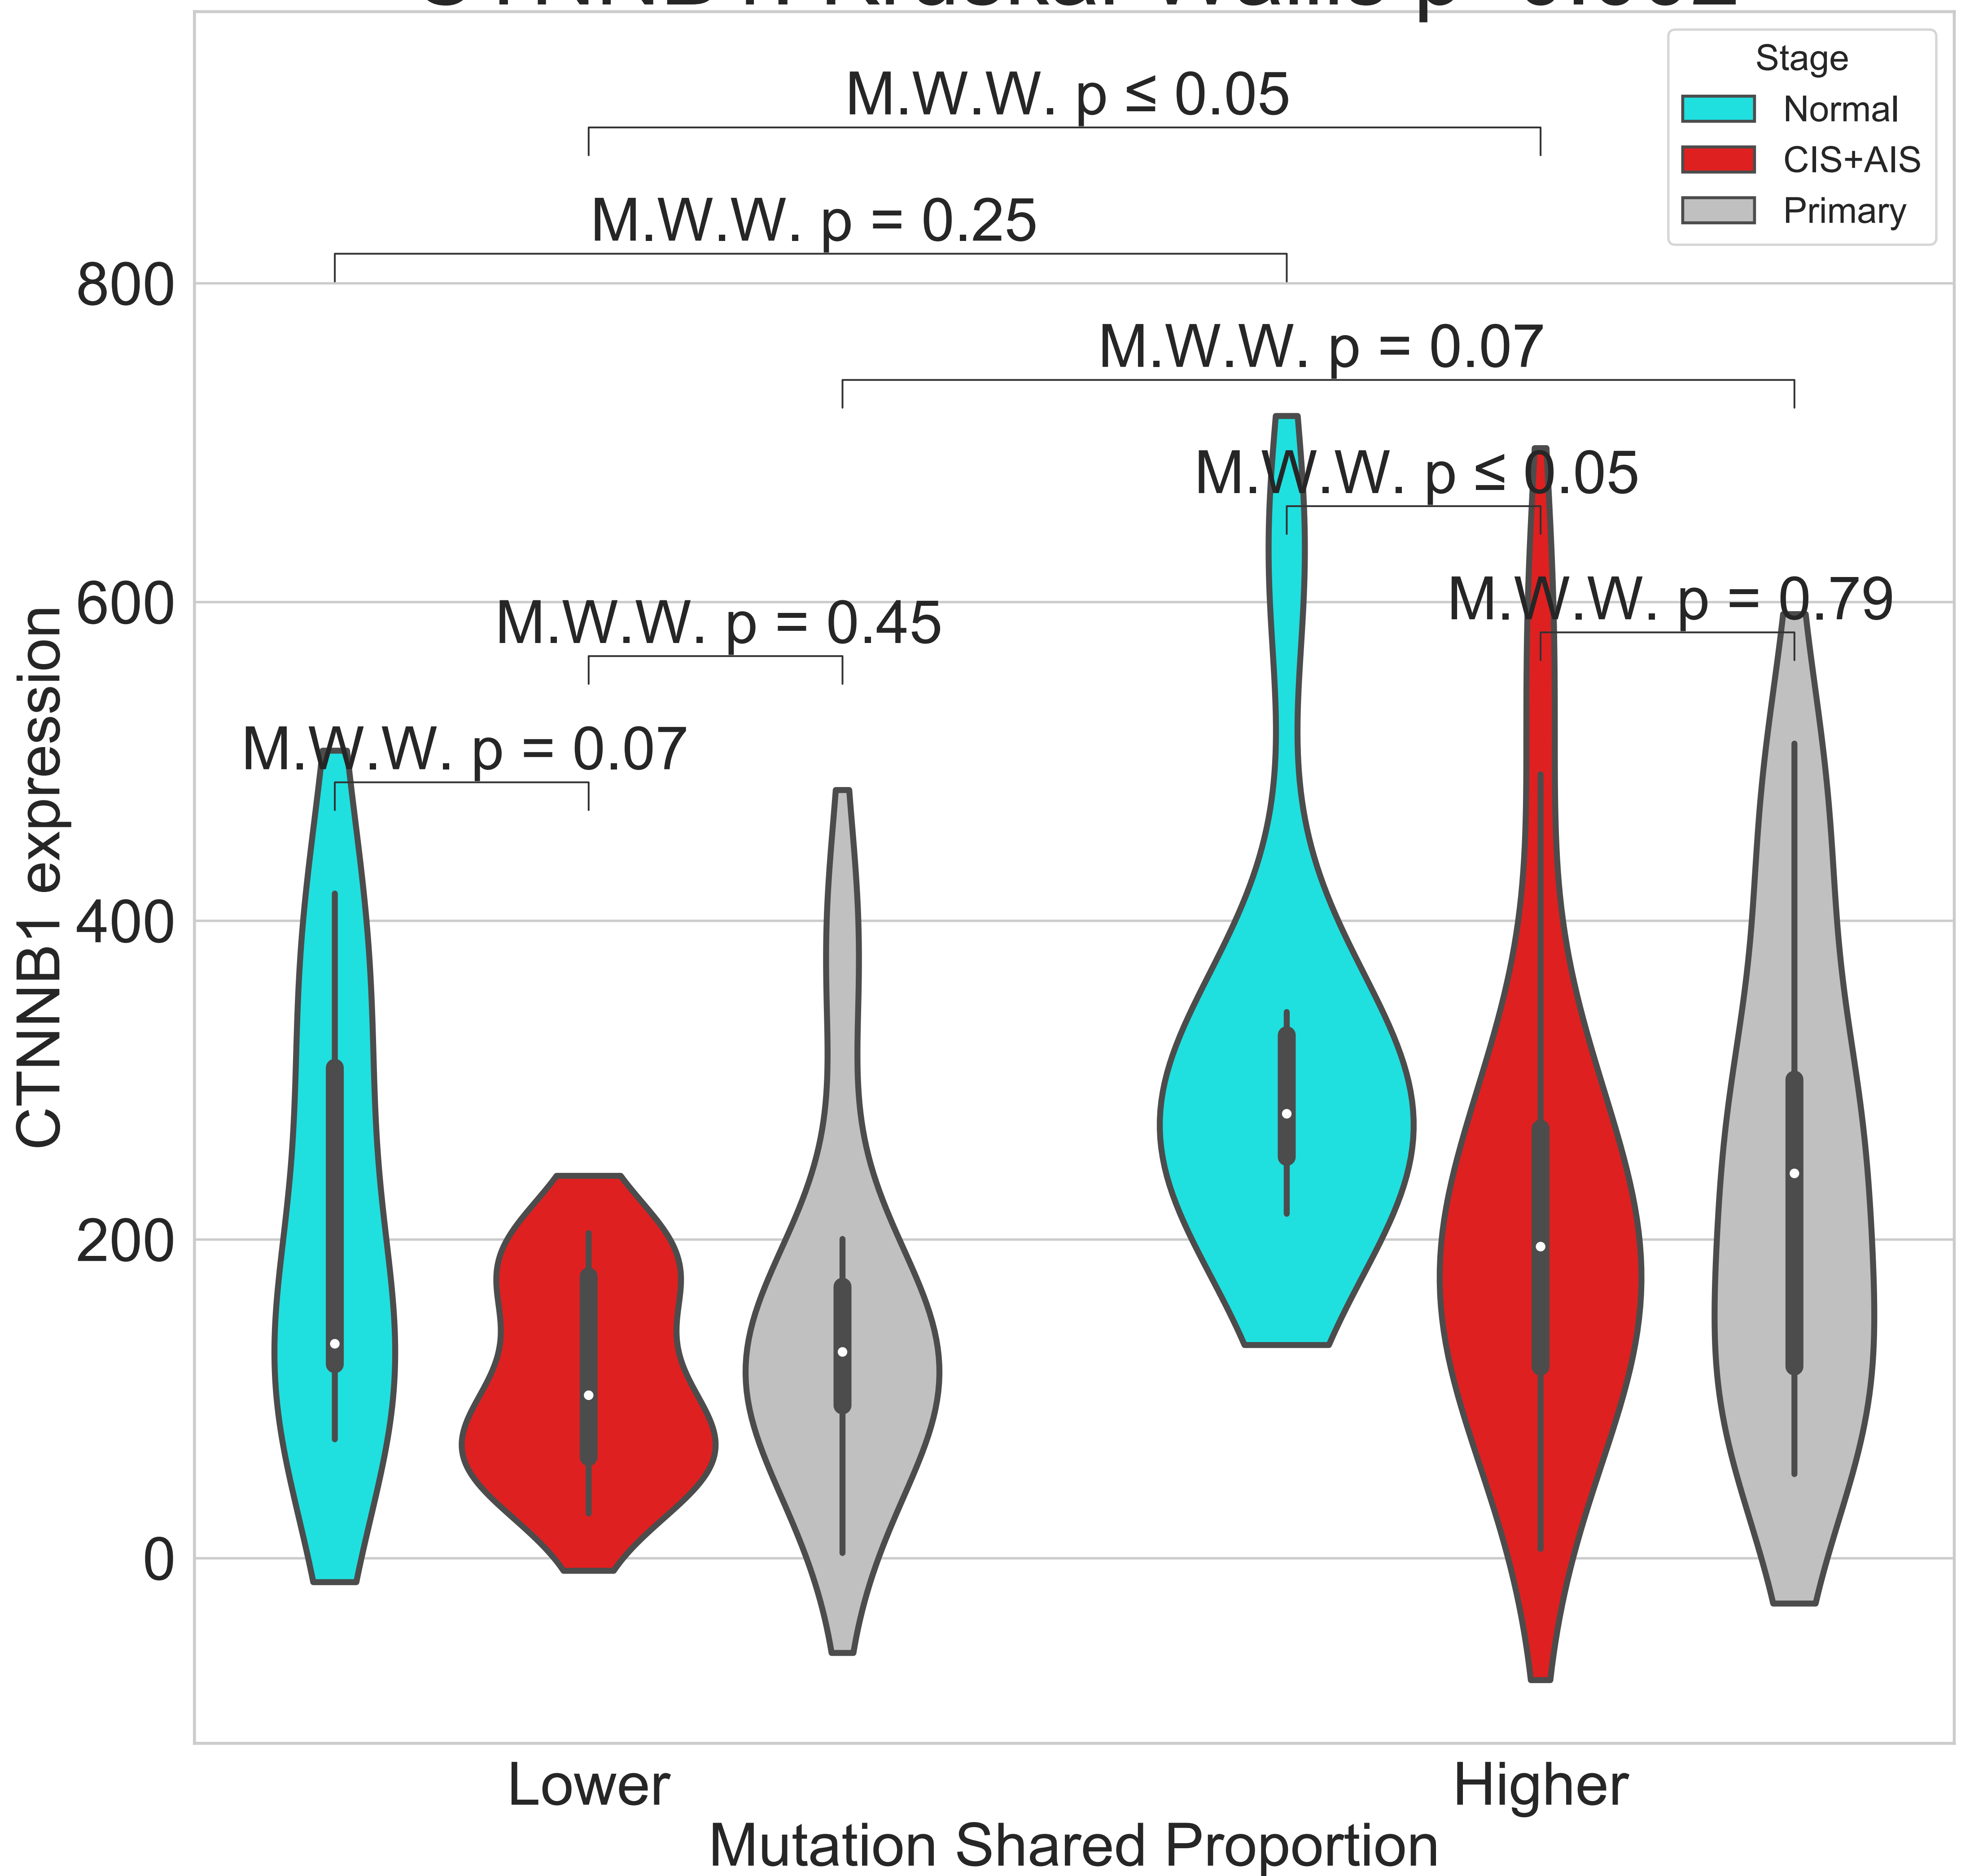 Stage
Normal
CIS+AIS
Primary
M.W.W. p ≤ 0.05
M.W.W. p = 0.25
M.W.W. p = 0.07
M.W.W. p ≤ 0.05
M.W.W. p = 0.79
M.W.W. p = 0.45
M.W.W. p = 0.07
800
600
400
200
0
CTNNB1 expression
Lower
Higher
Mutation Shared Proportion